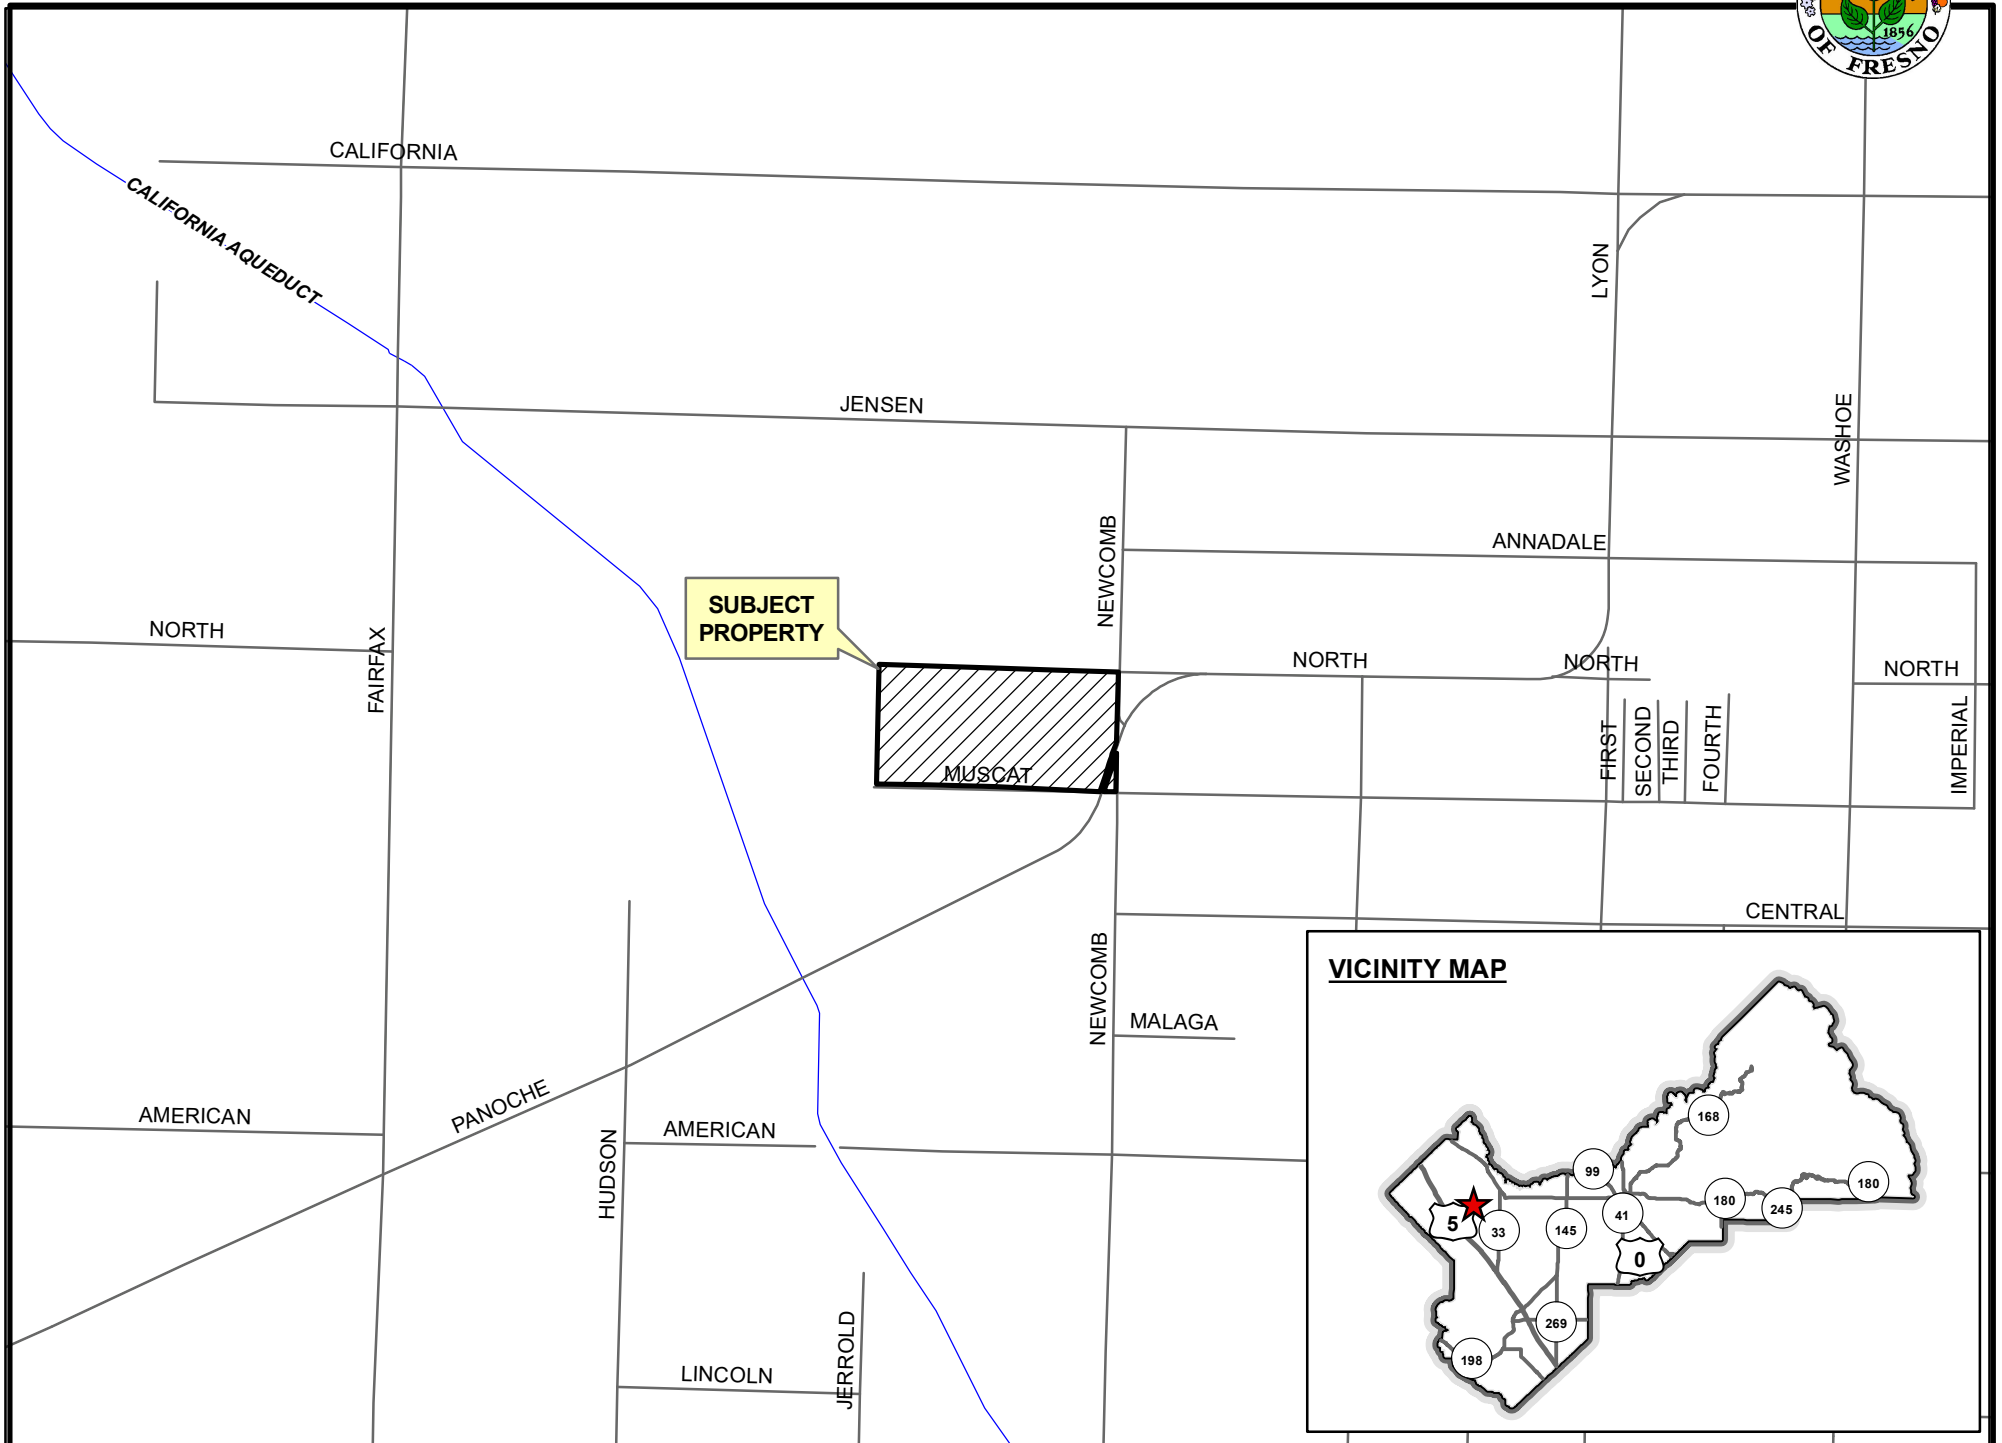 1856
OF FRESNO
CALIFORNIA
CALIFORNIA AQUEDUCT
LYON
JENSEN
WASHOE
NEWCOMB
ANNADALE
SUBJECT
PROPERTY
NORTH
FAIRFAX
NORTH
NORTH
NORTH
FIRST
SECOND
THIRD
FOURTH
IMPERIAL
MUSCAT
CENTRAL
NEWCOMB
MALAGA
PANOCHE
AMERICAN
HUDSON
AMERICAN
JERROLD
LINCOLN
VICINITY MAP
168
99
180
180
245
41
5
33
145
0
269
198